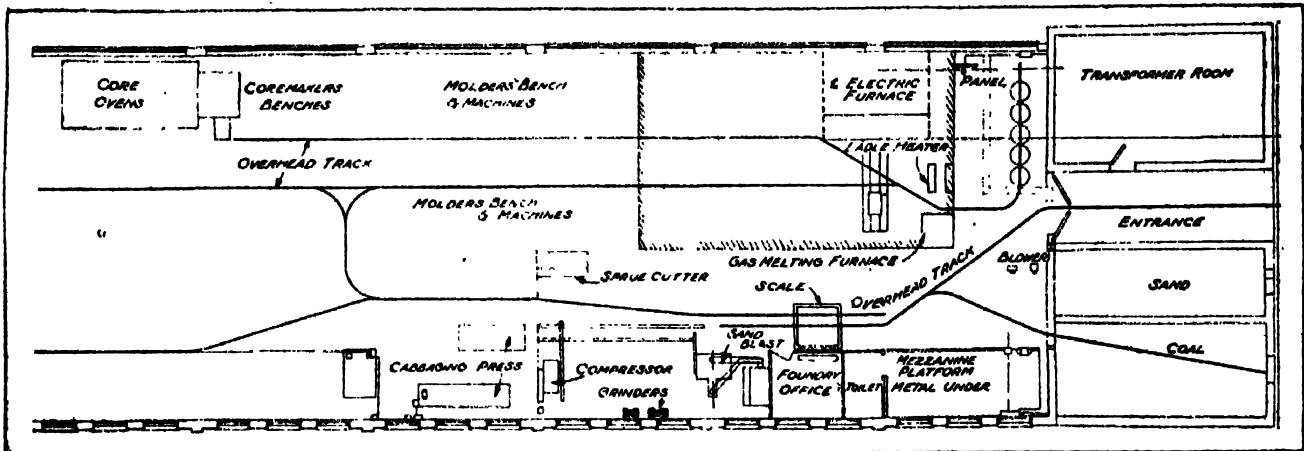 CORE
OVENS
COREMAKERS
BENCHES
MOLDERS' BENCH
& MACHINES
& ELECTRIC
FURNACE
PANEL
TRANSFORMER ROOM
OVERHEAD TRACK
LADLE HEATER
MOLDERS BENCH
& MACHINES
ENTRANCE
GAS MELTING FURNACE
BLOWER
SPRUE CUTTER
SCALE
OVERHEAD TRACK
SAND
SAND
BLAST
COAL
CABBAGING PRESS
COMPRESSOR
GRINDERS
FOUNDRY
OFFICE
TOILET
MEZZANINE
PLATFORM
METAL UNDER